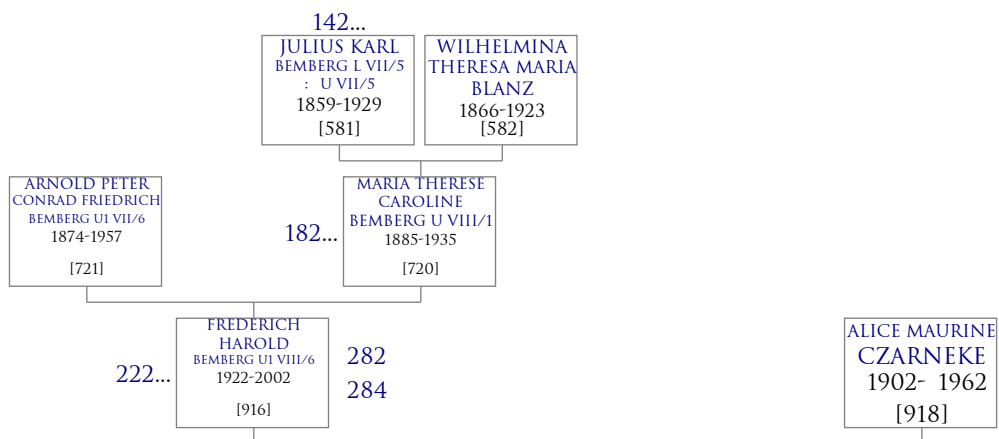 142...
JULIUS KARL
BEMBERG L VII/5
: U VII/5
1859-1929
[581]
WILHELMINA
THERESA MARIA
BLANZ
1866-1923
[582]
ARNOLD PETER
CONRAD FRIEDRICH
BEMBERG U1 VII/6
1874-1957
[721]
182...
MARIA THERESE
CAROLINE
BEMBERG U VIII/1
1885-1935
[720]
222...
FREDERICH
HAROLD
BEMBERG U1 VIII/6
1922-2002
[916]
282
284
ALICE MAURINE
CZARNEKE
1902- 1962
[918]